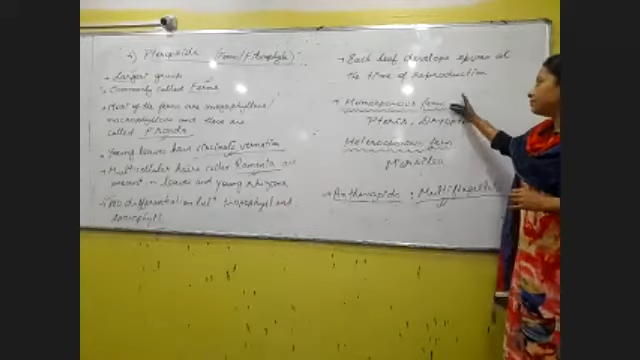 4) Pteropsida (Ferns/Filicophyta)
→ Largest group
• Commonly called Ferns
• Most of the ferns are megaphyllous/
macrophyllous and these are
called Fronds
• Young leaves have circinate vernation
• Multicellular hairs called Ramenta are
present on leaves and young rhizome
• No differentiation betn trophophyll and
sporophyll
→ Each leaf develops spores at
the time of reproduction
→ Homosporous fern
Pteris,
Heterosporous fern
Marsilea
→ Antherozoids :